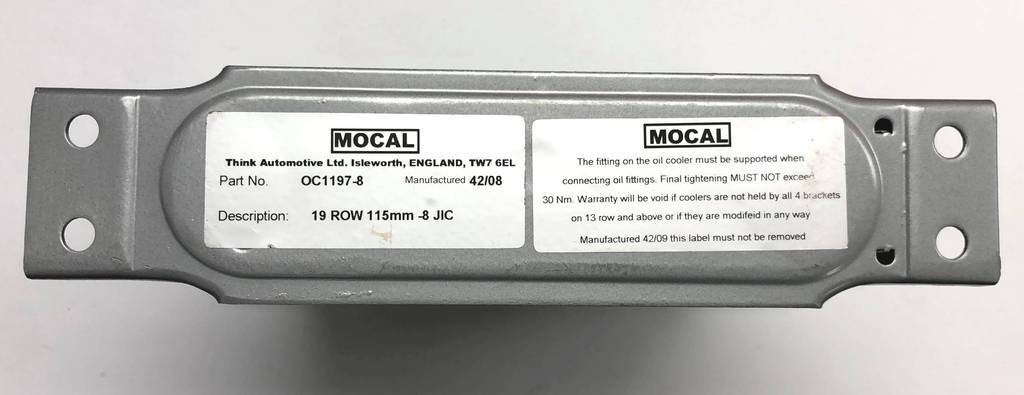 MOCAL
Think Automotive Ltd. Isleworth, ENGLAND, TW7 6EL
Part No. OC1197-8 Manufactured 42/08
Description: 19 ROW 115mm -8 JIC
MOCAL
The fitting on the oil cooler must be supported when
connecting oil fittings. Final tightening MUST NOT exceed
30 Nm. Warranty will be void if coolers are not held by all 4 brackets
on 13 row and above or if they are modifeid in any way
Manufactured 42/09 this label must not be removed